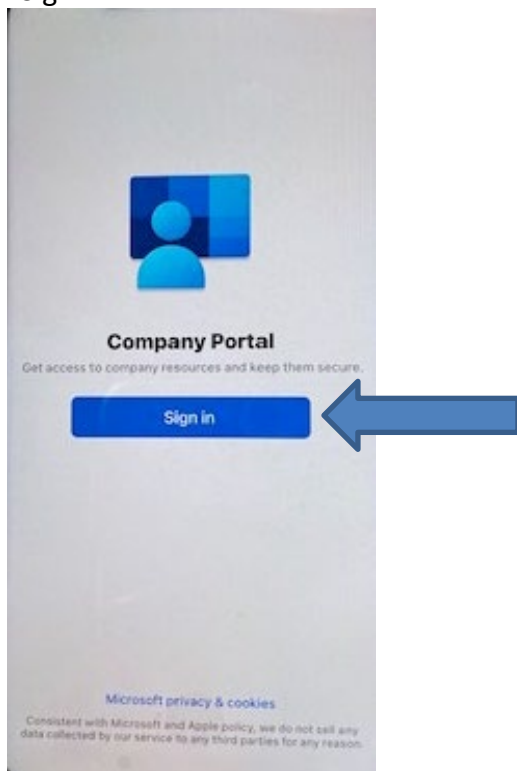 Company Portal
Get access to company resources and keep them secure.
Sign in
Microsoft privacy & cookies
Consistent with Microsoft and Apple policy, we do not sell any
data collected by our service to any third parties for any reason.